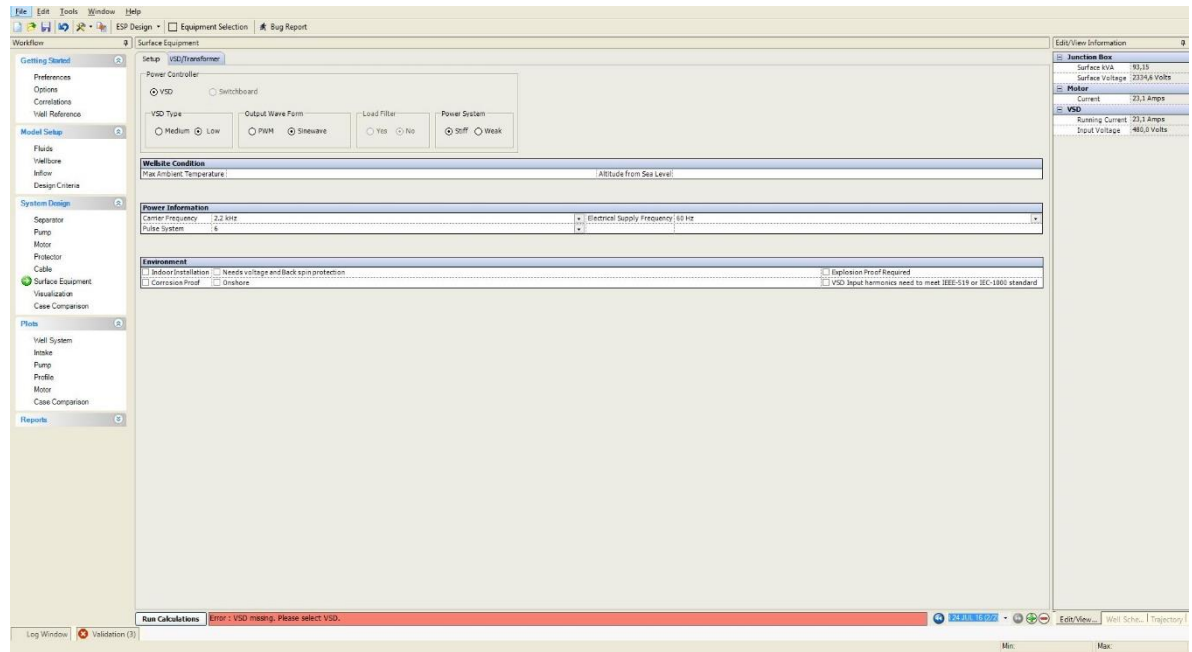 File Edit Tools Window Help
ESP Design Equipment Selection Bug Report
Workflow
Getting Started
Preferences
Options
Correlations
Well Reference
Model Setup
Fluids
Wellbore
Inflow
Design Criteria
System Design
Separator
Pump
Motor
Protector
Cable
Surface Equipment
Visualization
Case Comparison
Plots
Well System
Intake
Pump
Profile
Motor
Case Comparison
Reports
Surface Equipment
Setup VSD/Transformer
Power Controller
VSD Switchboard
VSD Type Output Wave Form Load Filter Power System
Medium Low PWM Sinewave Yes No Stiff Weak
Wellsite Condition
Max Ambient Temperature Altitude from Sea Level
Power Information
Carrier Frequency 2.2 kHz Electrical Supply Frequency 60 Hz
Pulse System 6
Environment
Indoor Installation Needs voltage and Back spin protection Explosion Proof Required
Corrosion Proof Onshore VSD Input harmonics need to meet IEEE-519 or IEC-1000 standard
Edit/View Information
Junction Box
Surface kVA 93,15
Surface Voltage 2334,6 Volts
Motor
Current 23,1 Amps
VSD
Running Current 23,1 Amps
Input Voltage 480,0 Volts
Run Calculations Error : VSD missing. Please select VSD.
Edit/View... Well Sche... Trajectory
Log Window Validation (3)
Min: Max: